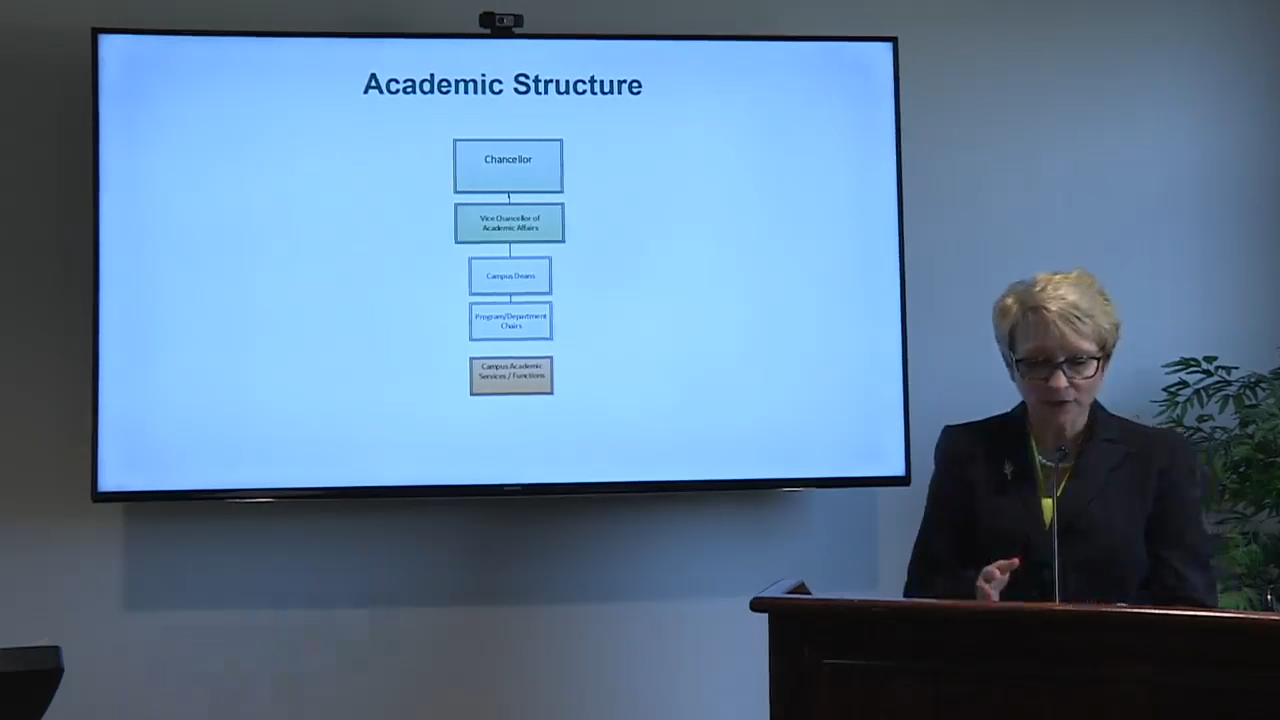 Academic Structure
Chancellor
Vice Chancellor of
Academic Affairs
Campus Deans
Program/Department
Chairs
Campus Academic
Services / Functions